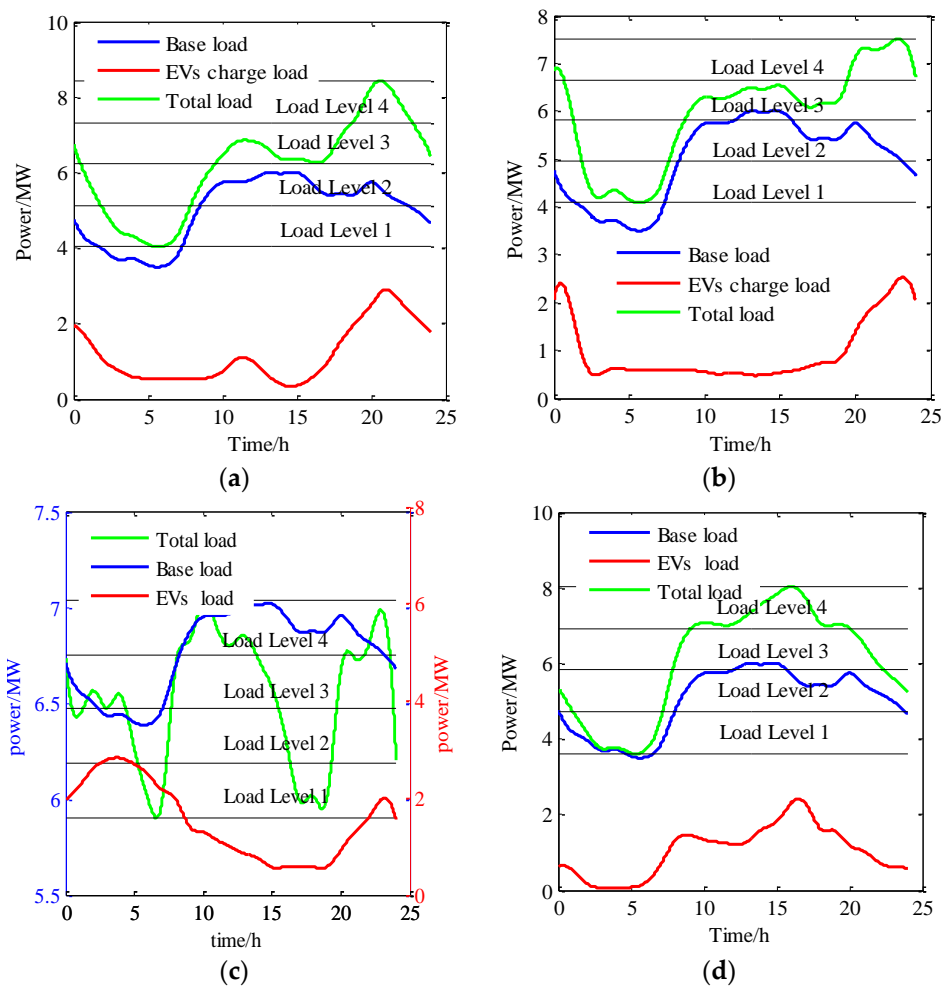 10
8
6
4
2
0
Power/MW
Base load
EVs charge load
Total load
Load Level 4
Load Level 3
Load Level 2
Load Level 1
0 5 10 15 20 25
Time/h
(a)
8
7
6
5
4
3
2
1
0
Power/MW
Load Level 4
Load Level 3
Load Level 2
Load Level 1
Base load
EVs charge load
Total load
0 5 10 15 20 25
Time/h
(b)
7.5
7
6.5
6
5.5
power/MW
Total load
Base load
EVs load
Load Level 4
Load Level 3
Load Level 2
Load Level 1
8
6
4
2
0
power/MW
0 5 10 15 20 25
time/h
(c)
10
8
6
4
2
0
Power/MW
Base load
EVs load
Total load
Load Level 4
Load Level 3
Load Level 2
Load Level 1
0 5 10 15 20 25
Time/h
(d)